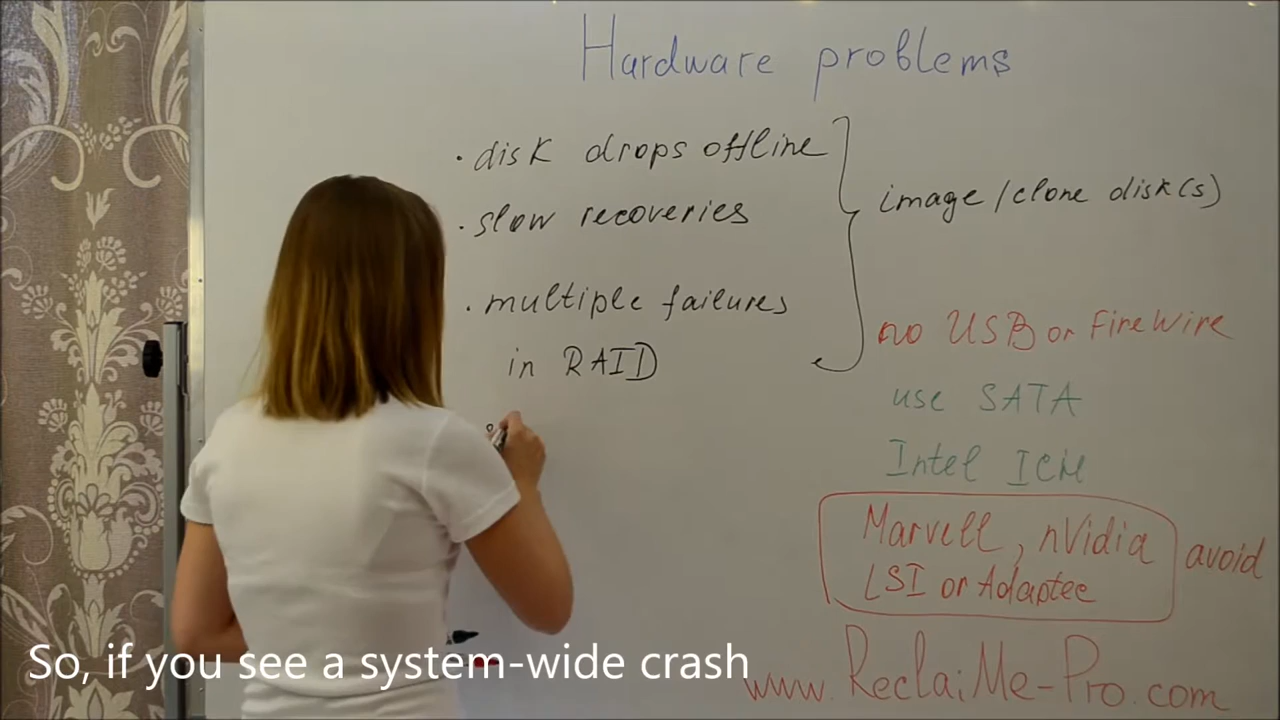 Hardware problems
· disk drops offline
· slow recoveries
· multiple failures
in RAID
image/clone disk(s)
no USB or FireWire
use SATA
Intel ICH
Marvell, nVidia
LSI or Adaptec
avoid
www.ReclaiMe-Pro.com
So, if you see a system-wide crash